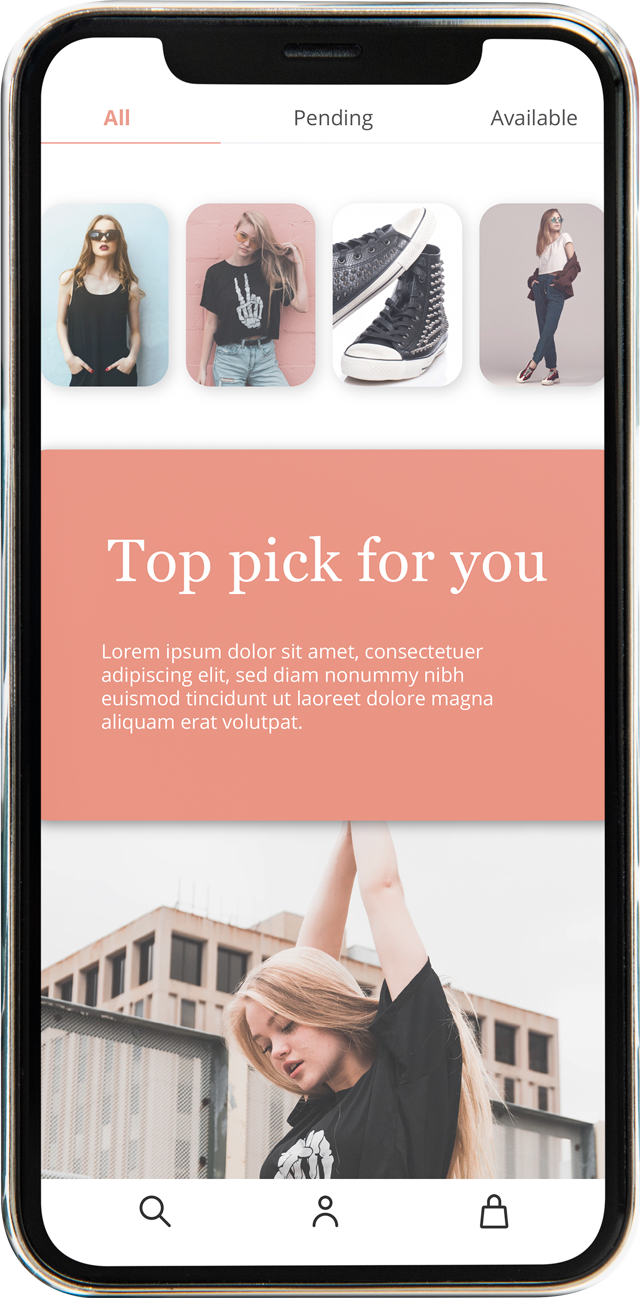 All Pending Available
Top pick for you
Lorem ipsum dolor sit amet, consectetuer
adipiscing elit, sed diam nonummy nibh
euismod tincidunt ut laoreet dolore magna
aliquam erat volutpat.